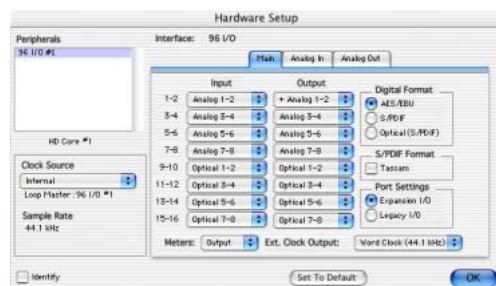 Hardware Setup
Peripherals
96 I/O #1
HD Core #1
Clock Source
Internal
Loop Master : 96 I/O #1
Sample Rate
44.1 kHz
Identify
Interface: 96 I/O
Main Analog In Analog Out
Input Output
1-2 Analog 1-2 + Analog 1-2
3-4 Analog 3-4 Analog 3-4
5-6 Analog 5-6 Analog 5-6
7-8 Analog 7-8 Analog 7-8
9-10 Optical 1-2 Optical 1-2
11-12 Optical 3-4 Optical 3-4
13-14 Optical 5-6 Optical 5-6
15-16 Optical 7-8 Optical 7-8
Digital Format
AES/EBU
S/PDIF
Optical (S/PDIF)
S/PDIF Format
Tascam
Port Settings
Expansion I/O
Legacy I/O
Meters: Output Ext. Clock Output: Word Clock (44.1 kHz)
Set To Default OK